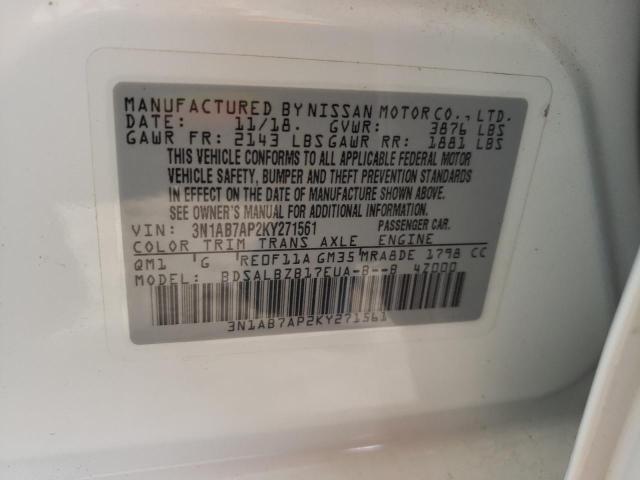 MANUFACTURED BY NISSAN MOTOR CO., LTD.
DATE: 11/18. GVWR: 3876 LBS
GAWR FR: 2143 LBS GAWR RR: 1881 LBS
THIS VEHICLE CONFORMS TO ALL APPLICABLE FEDERAL MOTOR
VEHICLE SAFETY, BUMPER AND THEFT PREVENTION STANDARDS
IN EFFECT ON THE DATE OF MANUFACTURE SHOWN ABOVE.
SEE OWNER'S MANUAL FOR ADDITIONAL INFORMATION
VIN: 3N1AB7AP2KY271561 PASSENGER CAR.
COLOR TRIM TRANS AXLE ENGINE
QM1 G RE0F11A GM35 MRA8DE 1798 CC
MODEL: BDSALBZB17EUA-B--B 4Z000
3N1AB7AP2KY271561